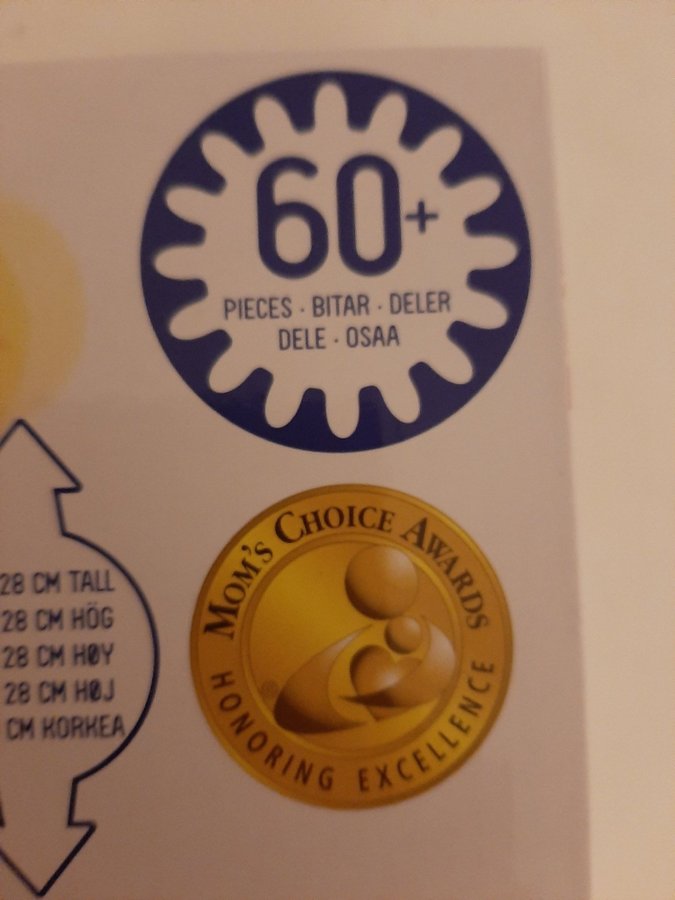 60+
PIECES · BITAR · DELER
DELE · OSAA
MOM'S CHOICE AWARDS
HONORING EXCELLENCE
®
28 CM TALL
28 CM HÖG
28 CM HØY
28 CM HØJ
CM KORKEA